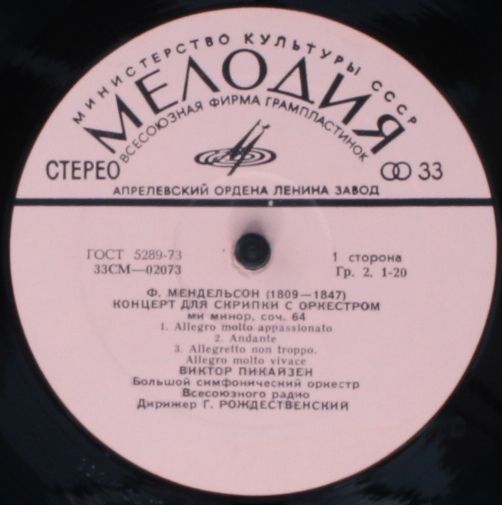 МИНИСТЕРСТВО КУЛЬТУРЫ СССР
МЕЛОДИЯ
ВСЕСОЮЗНАЯ ФИРМА ГРАМПЛАСТИНОК
СТЕРЕО
33
АПРЕЛЕВСКИЙ ОРДЕНА ЛЕНИНА ЗАВОД
ГОСТ 5289-73
33СМ—02073
1 сторона
Гр. 2, 1-20
Ф. МЕНДЕЛЬСОН (1809—1847)
КОНЦЕРТ ДЛЯ СКРИПКИ С ОРКЕСТРОМ
ми минор, соч. 64
1. Allegro molto appassionato
2. Andante
3. Allegretto non troppo.
Allegro molto vivace
ВИКТОР ПИКАЙЗЕН
Большой симфонический оркестр
Всесоюзного радио
Дирижер Г. РОЖДЕСТВЕНСКИЙ